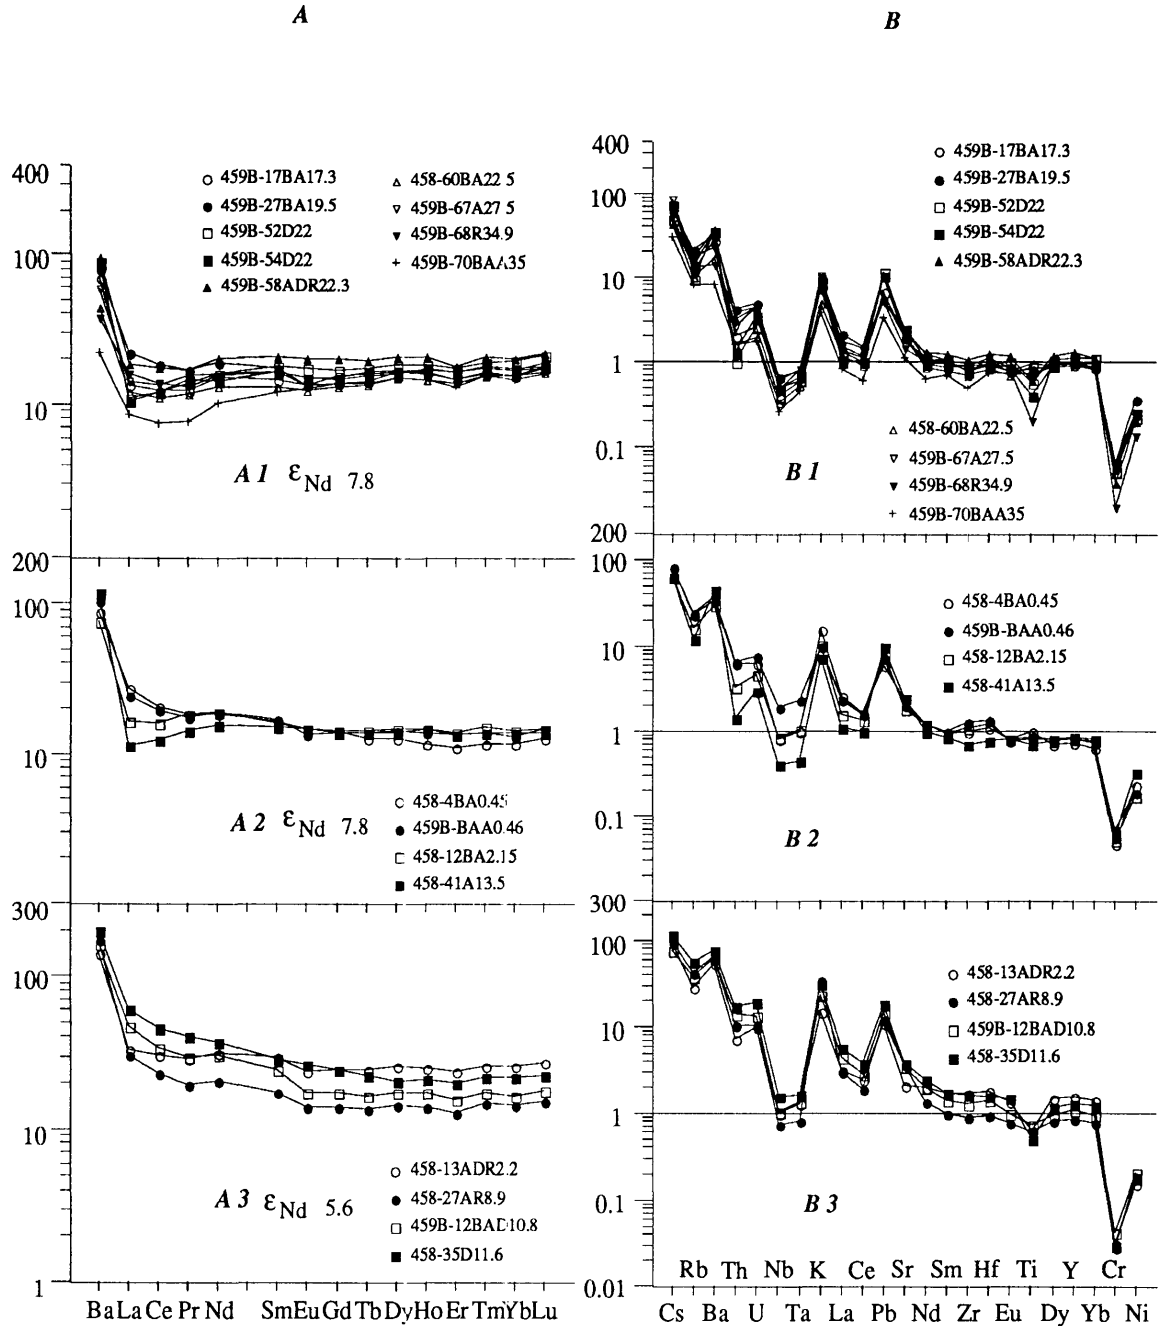 A
B
400
100
10
459B-17BA17.3
459B-27BA19.5
459B-52D22
459B-54D22
459B-58ADR22.3
458-60BA22.5
459B-67A27.5
459B-68R34.9
459B-70BAA35
A1 εNd 7.8
200
100
10
458-4BA0.45
459B-BAA0.46
458-12BA2.15
458-41A13.5
A2 εNd 7.8
300
100
10
1
458-13ADR2.2
458-27AR8.9
459B-12BAD10.8
458-35D11.6
A3 εNd 5.6
Ba La Ce Pr Nd Sm Eu Gd Tb Dy Ho Er Tm Yb Lu
400
100
10
1
0.1
459B-17BA17.3
459B-27BA19.5
459B-52D22
459B-54D22
459B-58ADR22.3
458-60BA22.5
459B-67A27.5
459B-68R34.9
459B-70BAA35
B1
200
100
10
1
0.1
458-4BA0.45
459B-BAA0.46
458-12BA2.15
458-41A13.5
B2
300
100
10
1
0.1
0.01
458-13ADR2.2
458-27AR8.9
459B-12BAD10.8
458-35D11.6
B3
Rb Th Nb K Ce Sr Sm Hf Ti Y Cr
Cs Ba U Ta La Pb Nd Zr Eu Dy Yb Ni